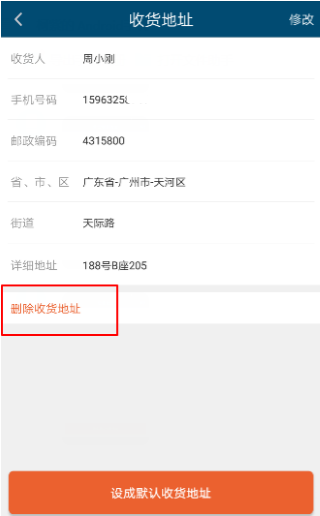 收货地址 修改
收货人 周小刚
手机号码 1596325
邮政编码 4315800
省、市、区 广东省-广州市-天河区
街道 天际路
详细地址 188号B座205
删除收货地址
设成默认收货地址